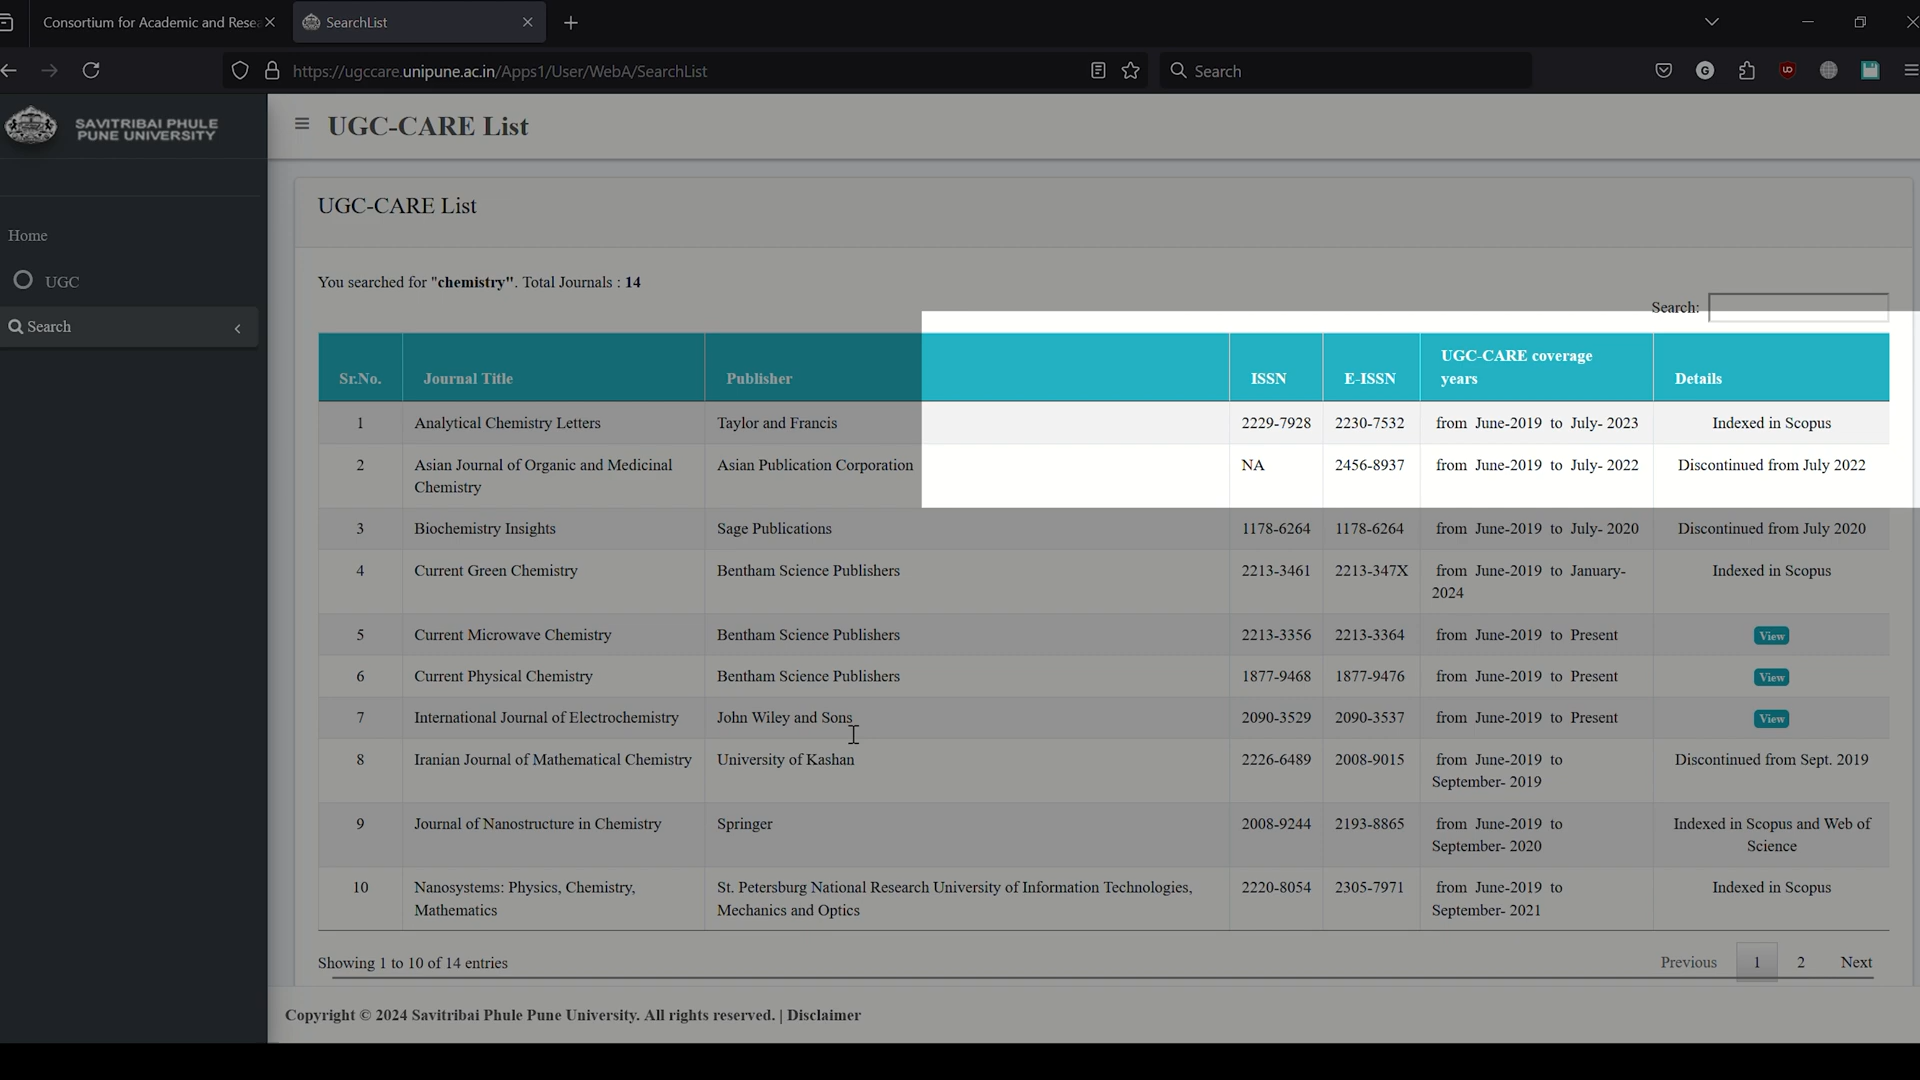 Consortium for Academic and Rese
SearchList
https://ugccare.unipune.ac.in/Apps1/User/WebA/SearchList
Search
SAVITRIBAI PHULE
PUNE UNIVERSITY
UGC-CARE List
Home
UGC
Search
UGC-CARE List
You searched for "chemistry". Total Journals : 14
Search:
Sr.No. Journal Title Publisher ISSN E-ISSN UGC-CARE coverage years Details
1 Analytical Chemistry Letters Taylor and Francis 2229-7928 2230-7532 from June-2019 to July- 2023 Indexed in Scopus
2 Asian Journal of Organic and Medicinal Chemistry Asian Publication Corporation NA 2456-8937 from June-2019 to July- 2022 Discontinued from July 2022
3 Biochemistry Insights Sage Publications 1178-6264 1178-6264 from June-2019 to July- 2020 Discontinued from July 2020
4 Current Green Chemistry Bentham Science Publishers 2213-3461 2213-347X from June-2019 to January- 2024 Indexed in Scopus
5 Current Microwave Chemistry Bentham Science Publishers 2213-3356 2213-3364 from June-2019 to Present View
6 Current Physical Chemistry Bentham Science Publishers 1877-9468 1877-9476 from June-2019 to Present View
7 International Journal of Electrochemistry John Wiley and Sons 2090-3529 2090-3537 from June-2019 to Present View
8 Iranian Journal of Mathematical Chemistry University of Kashan 2226-6489 2008-9015 from June-2019 to September- 2019 Discontinued from Sept. 2019
9 Journal of Nanostructure in Chemistry Springer 2008-9244 2193-8865 from June-2019 to September- 2020 Indexed in Scopus and Web of Science
10 Nanosystems: Physics, Chemistry, Mathematics St. Petersburg National Research University of Information Technologies, Mechanics and Optics 2220-8054 2305-7971 from June-2019 to September- 2021 Indexed in Scopus
Showing 1 to 10 of 14 entries
Previous 1 2 Next
Copyright © 2024 Savitribai Phule Pune University. All rights reserved. | Disclaimer